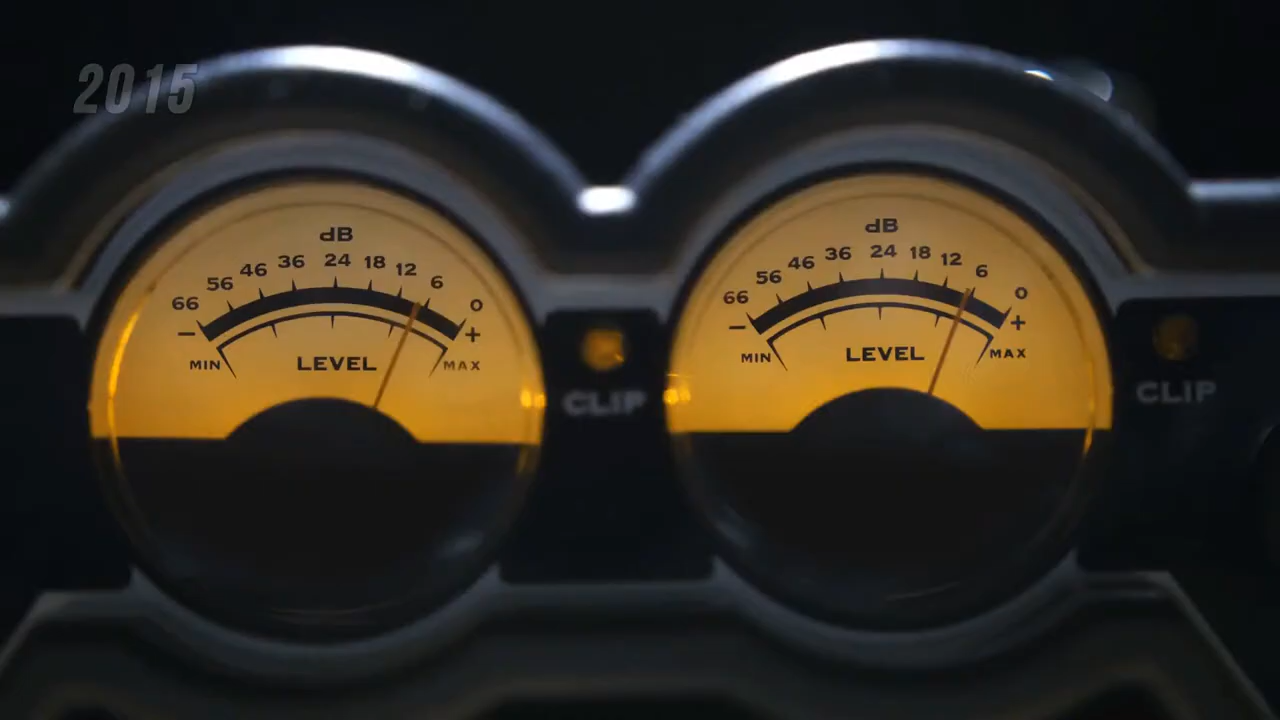 2015
dB
66 56 46 36 24 18 12 6 0
− +
MIN LEVEL MAX
CLIP
dB
66 56 46 36 24 18 12 6 0
− +
MIN LEVEL MAX
CLIP